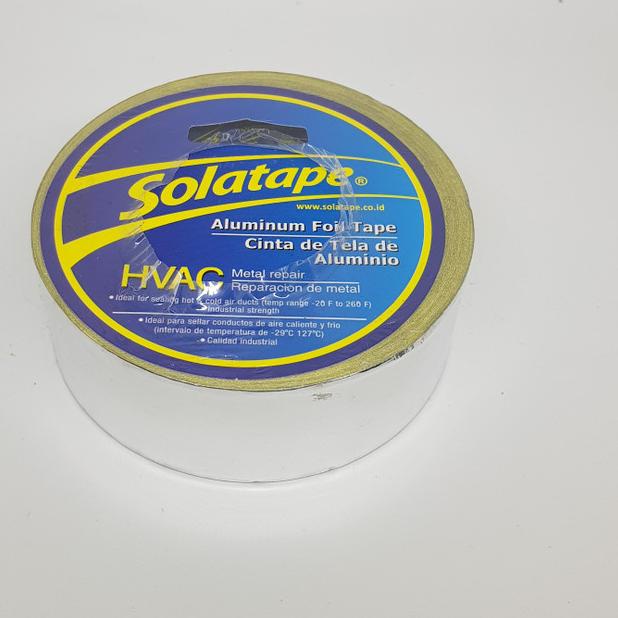 Solatape®
www.solatape.co.id
Aluminum Foil Tape
Cinta de Tela de
Aluminio
HVAC
Metal repair
Reparacion de metal
• Ideal for sealing hot & cold air ducts (temp range -20 F to 260 F)
• Industrial strength
• Ideal para sellar conductos de aire caliente y frio
(intervalo de temperatura de -29°C 127°C)
• Calidad industrial